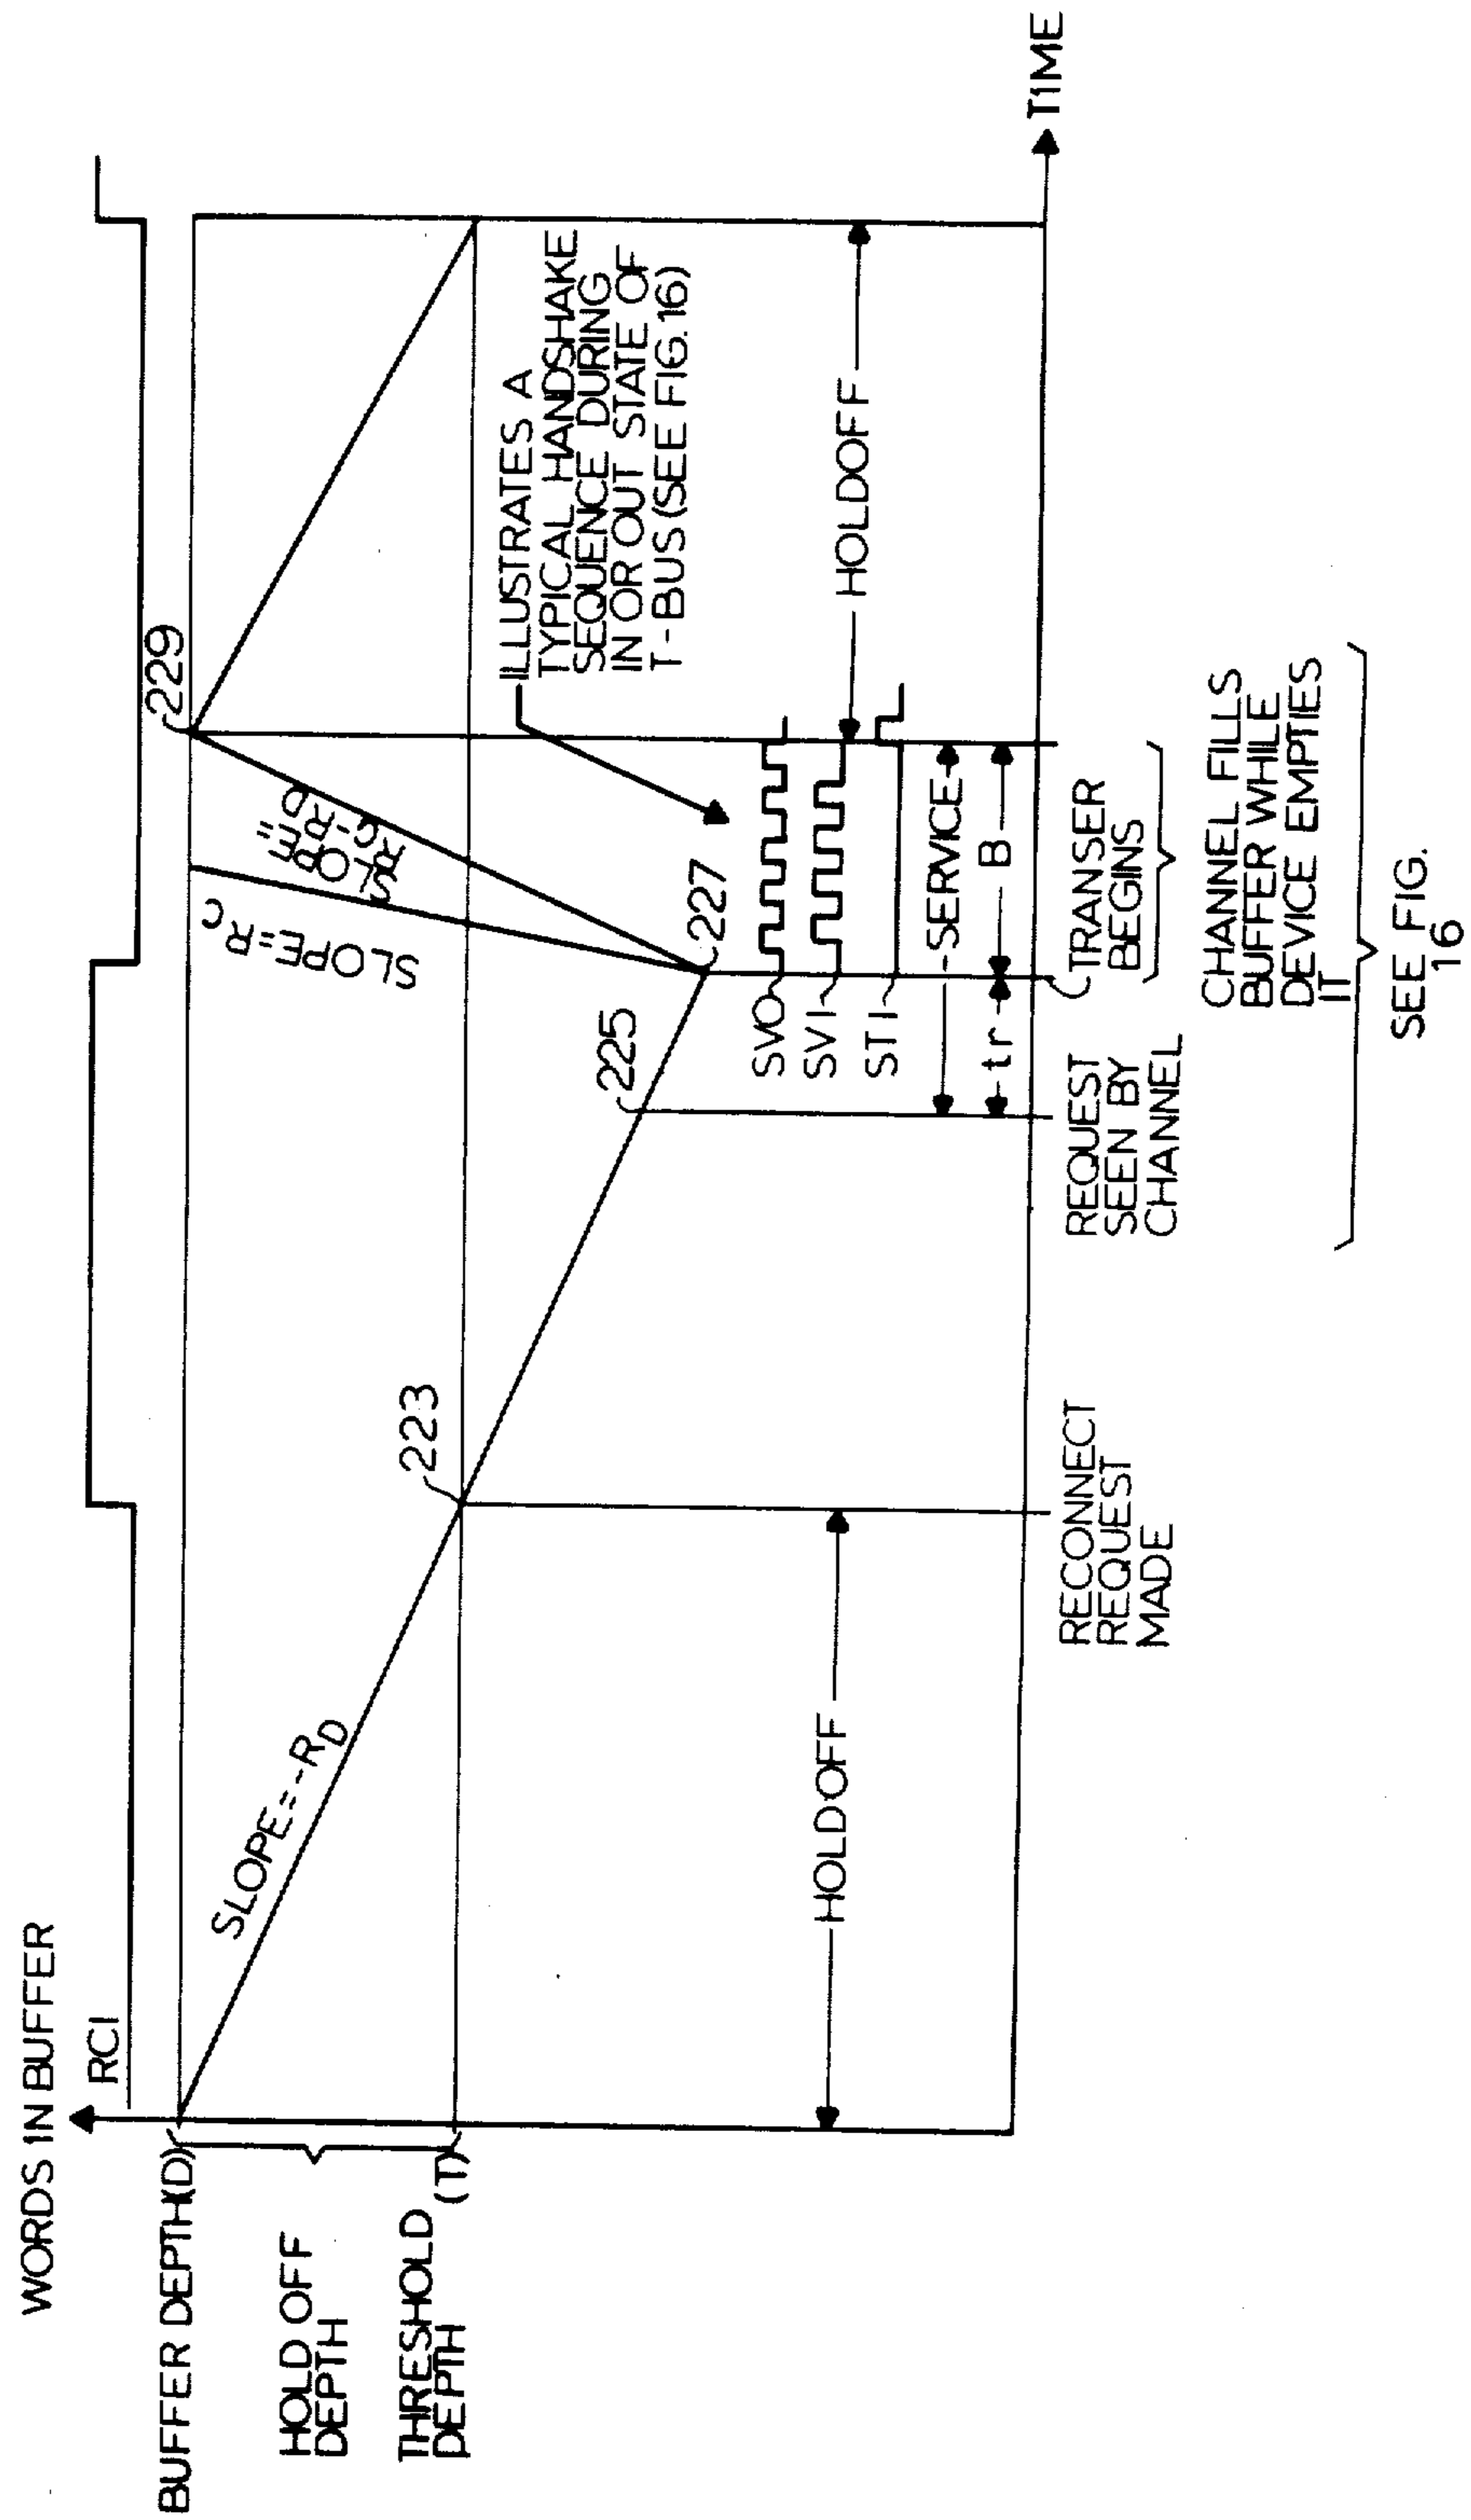 WORDS IN BUFFER
RCI
BUFFER DEPTH(D)
HOLD OFF
DEPTH
THRESHOLD
DEPTH (T)
SLOPE=-RD
223
225
227
229
SLOPE=RC
SLOPE=
RC-RD
ILLUSTRATES A
TYPICAL HANDSHAKE
SEQUENCE DURING
IN OR OUT STATE OF
T-BUS (SEE FIG. 16)
SVO
SVI
STI
HOLDOFF
SERVICE
HOLDOFF
tr
B
TIME
RECONNECT
REQUEST
MADE
REQUEST
SEEN BY
CHANNEL
TRANSER
BEGINS
CHANNEL FILLS
BUFFER WHILE
DEVICE EMPTIES
IT
SEE FIG.
16